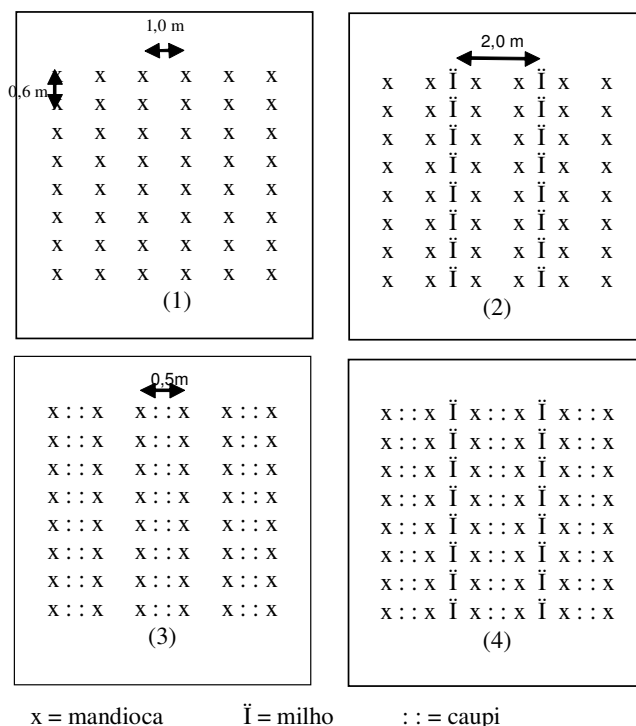 1,0 m
x x x x x x
0,6 m
x x x x x x
x x x x x x
x x x x x x
x x x x x x
x x x x x x
x x x x x x
x x x x x x
(1)
2,0 m
x x Ï x x Ï x x
x x Ï x x Ï x x
x x Ï x x Ï x x
x x Ï x x Ï x x
x x Ï x x Ï x x
x x Ï x x Ï x x
x x Ï x x Ï x x
x x Ï x x Ï x x
(2)
0,5m
x : : x x : : x x : : x
x : : x x : : x x : : x
x : : x x : : x x : : x
x : : x x : : x x : : x
x : : x x : : x x : : x
x : : x x : : x x : : x
x : : x x : : x x : : x
x : : x x : : x x : : x
(3)
x : : x Ï x : : x Ï x : : x
x : : x Ï x : : x Ï x : : x
x : : x Ï x : : x Ï x : : x
x : : x Ï x : : x Ï x : : x
x : : x Ï x : : x Ï x : : x
x : : x Ï x : : x Ï x : : x
x : : x Ï x : : x Ï x : : x
x : : x Ï x : : x Ï x : : x
(4)
x = mandioca Ï = milho : : = caupi